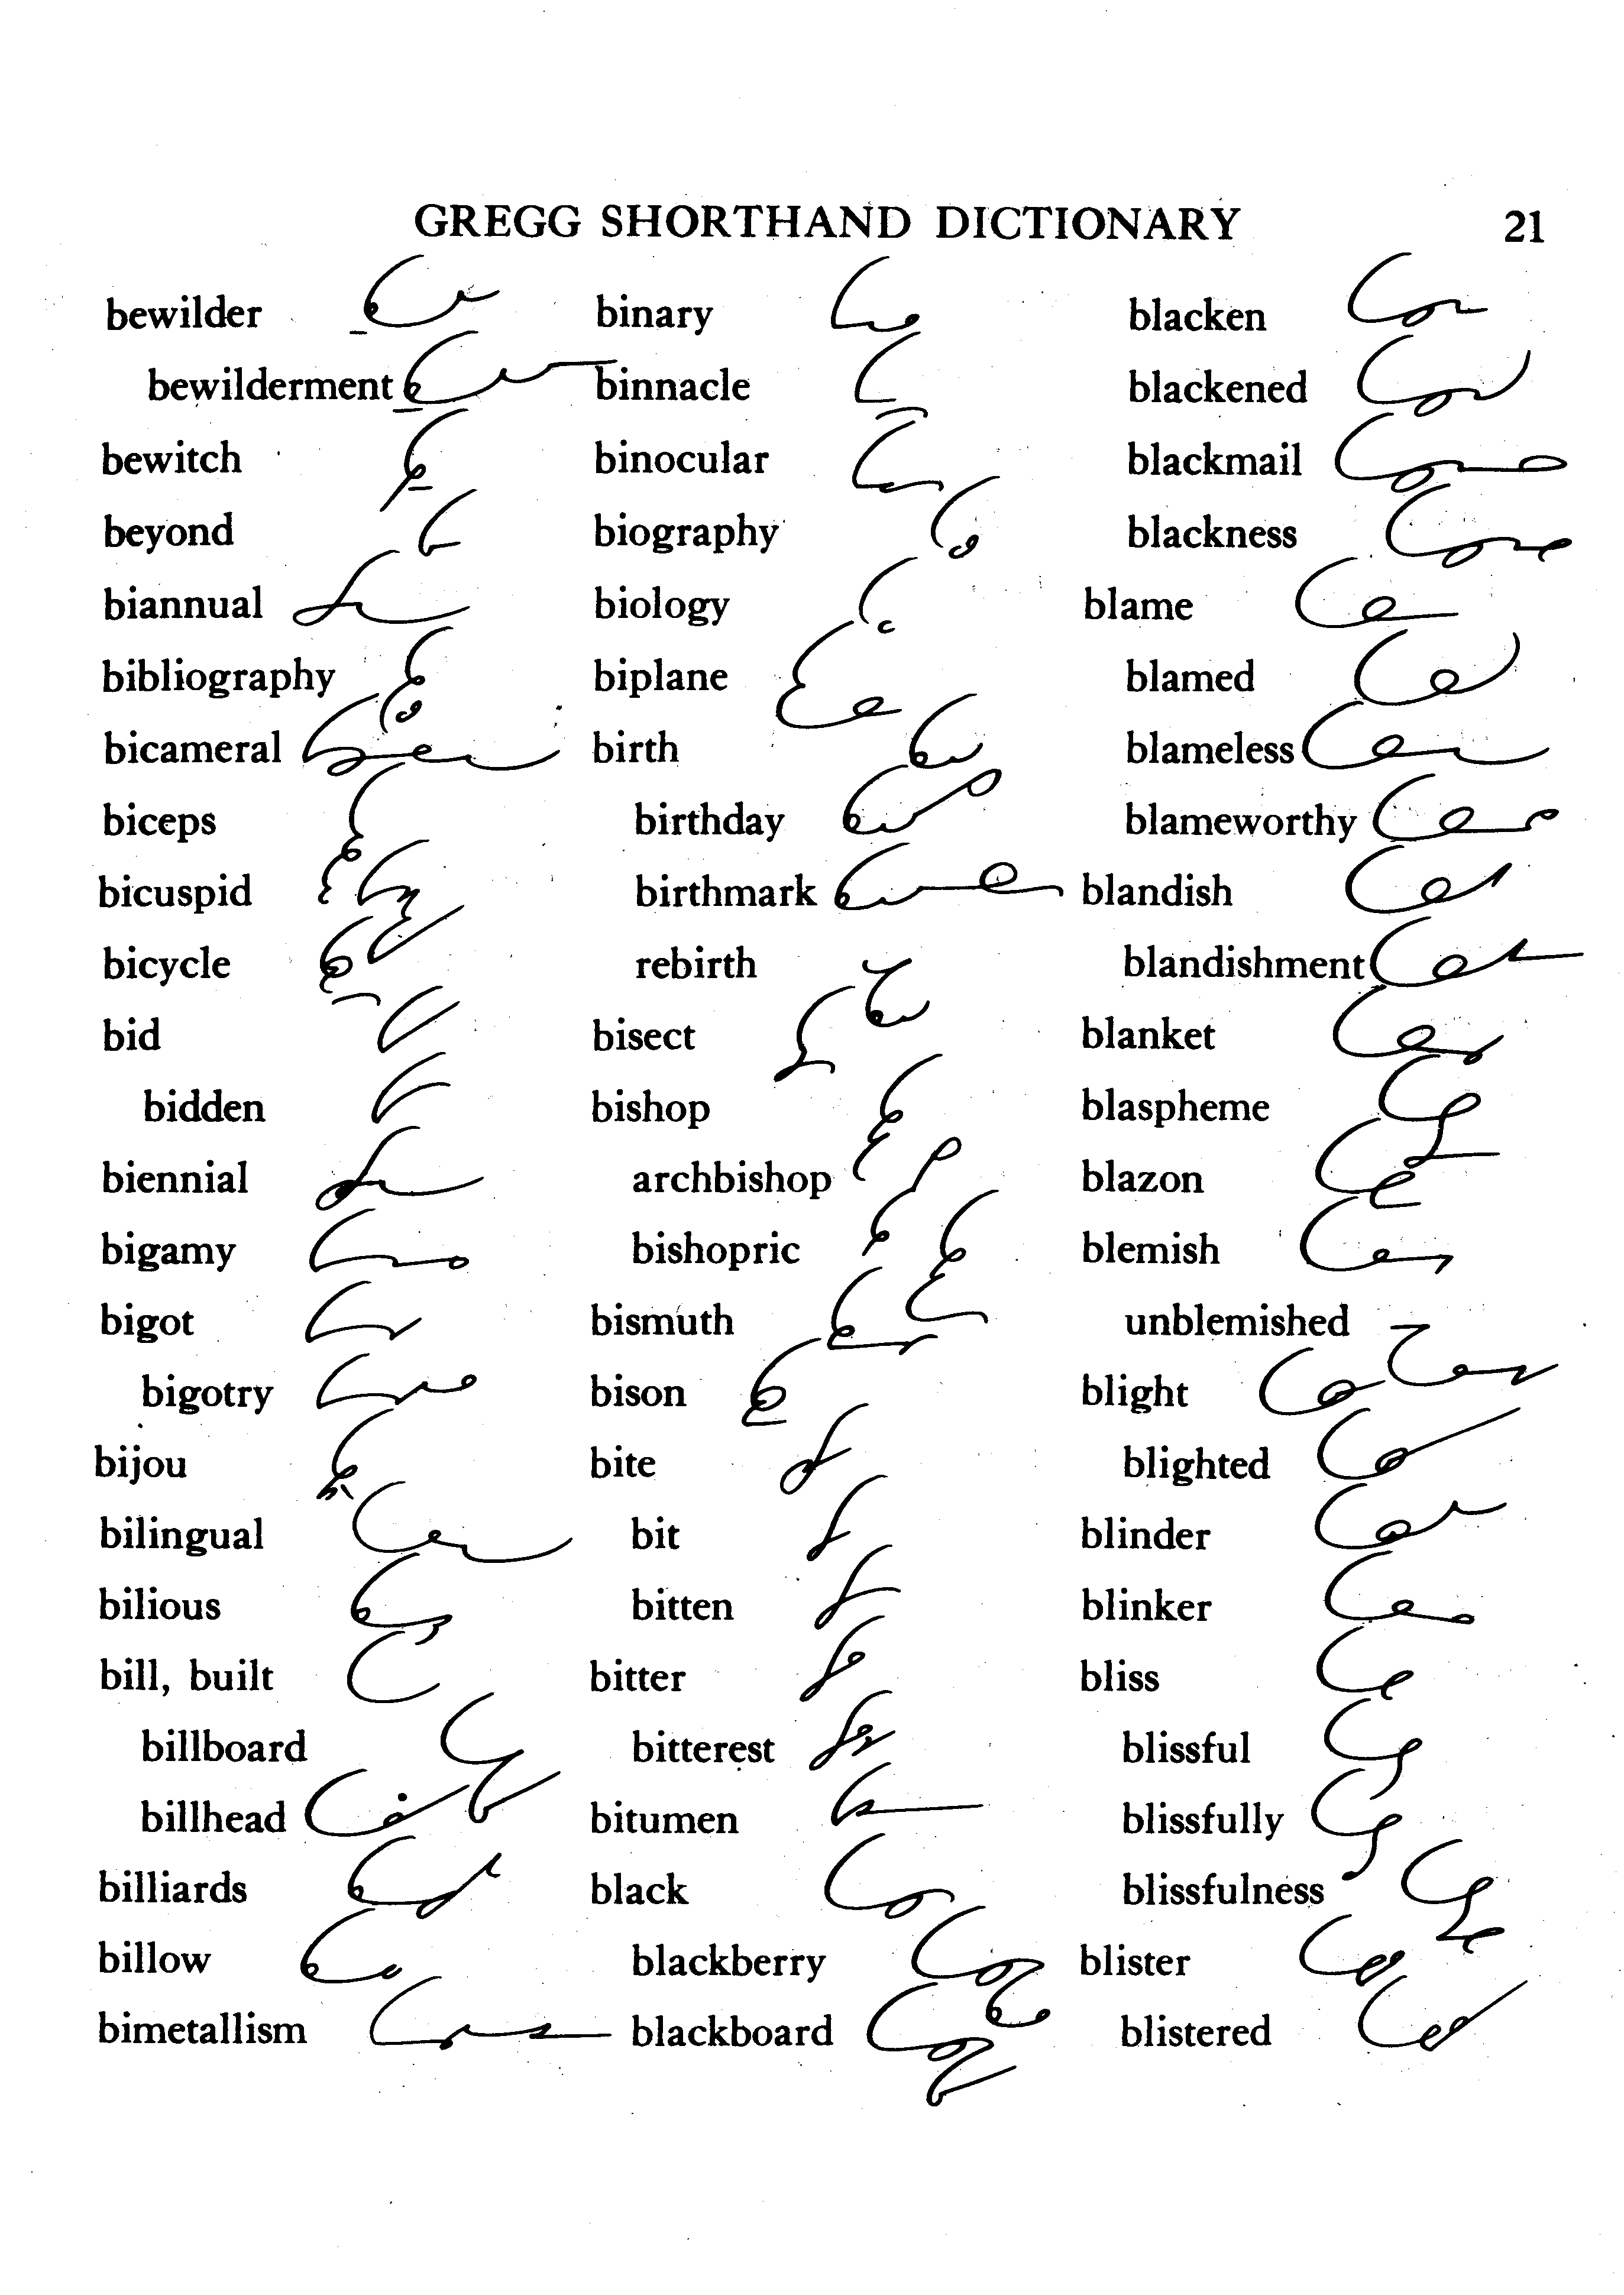 GREGG SHORTHAND DICTIONARY 21
bewilder
bewilderment
bewitch
beyond
biannual
bibliography
bicameral
biceps
bicuspid
bicycle
bid
bidden
biennial
bigamy
bigot
bigotry
bijou
bilingual
bilious
bill, built
billboard
billhead
billiards
billow
bimetallism
binary
binnacle
binocular
biography
biology
biplane
birth
birthday
birthmark
rebirth
bisect
bishop
archbishop
bishopric
bismuth
bison
bite
bit
bitten
bitter
bitterest
bitumen
black
blackberry
blackboard
blacken
blackened
blackmail
blackness
blame
blamed
blameless
blameworthy
blandish
blandishment
blanket
blaspheme
blazon
blemish
unblemished
blight
blighted
blinder
blinker
bliss
blissful
blissfully
blissfulness
blister
blistered